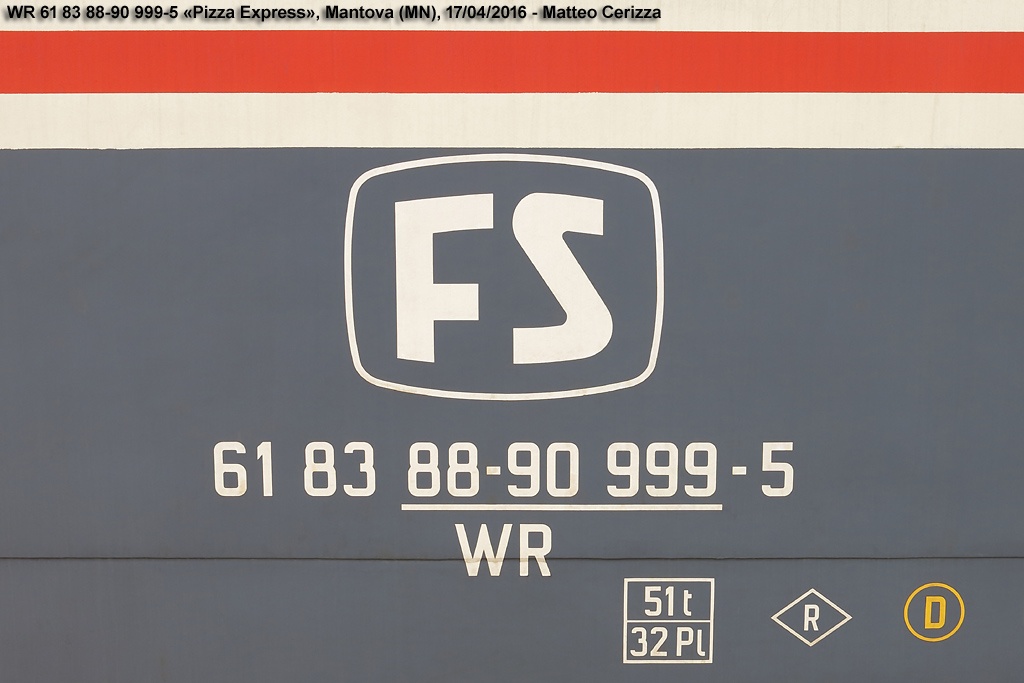 WR 61 83 88-90 999-5 «Pizza Express», Mantova (MN), 17/04/2016 - Matteo Cerizza
FS
61 83 88-90 999-5
WR
51 t
32 Pl
R
D